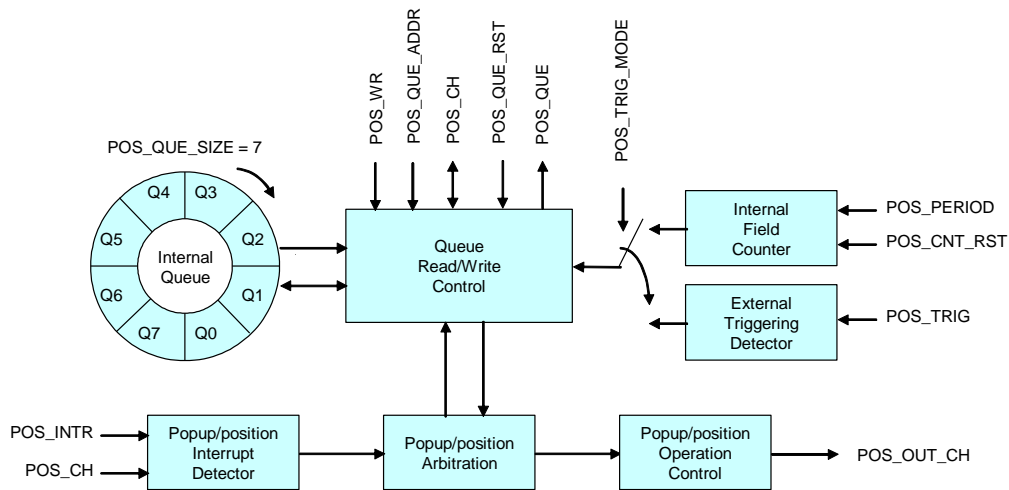 POS_WR
POS_QUE_ADDR
POS_CH
POS_QUE_RST
POS_QUE
POS_TRIG_MODE
POS_QUE_SIZE = 7
Q4
Q3
Q5
Q2
Q6
Q1
Q7
Q0
Internal
Queue
Queue
Read/Write
Control
Internal
Field
Counter
POS_PERIOD
POS_CNT_RST
External
Triggering
Detector
POS_TRIG
POS_INTR
POS_CH
Popup/position
Interrupt
Detector
Popup/position
Arbitration
Popup/position
Operation
Control
POS_OUT_CH